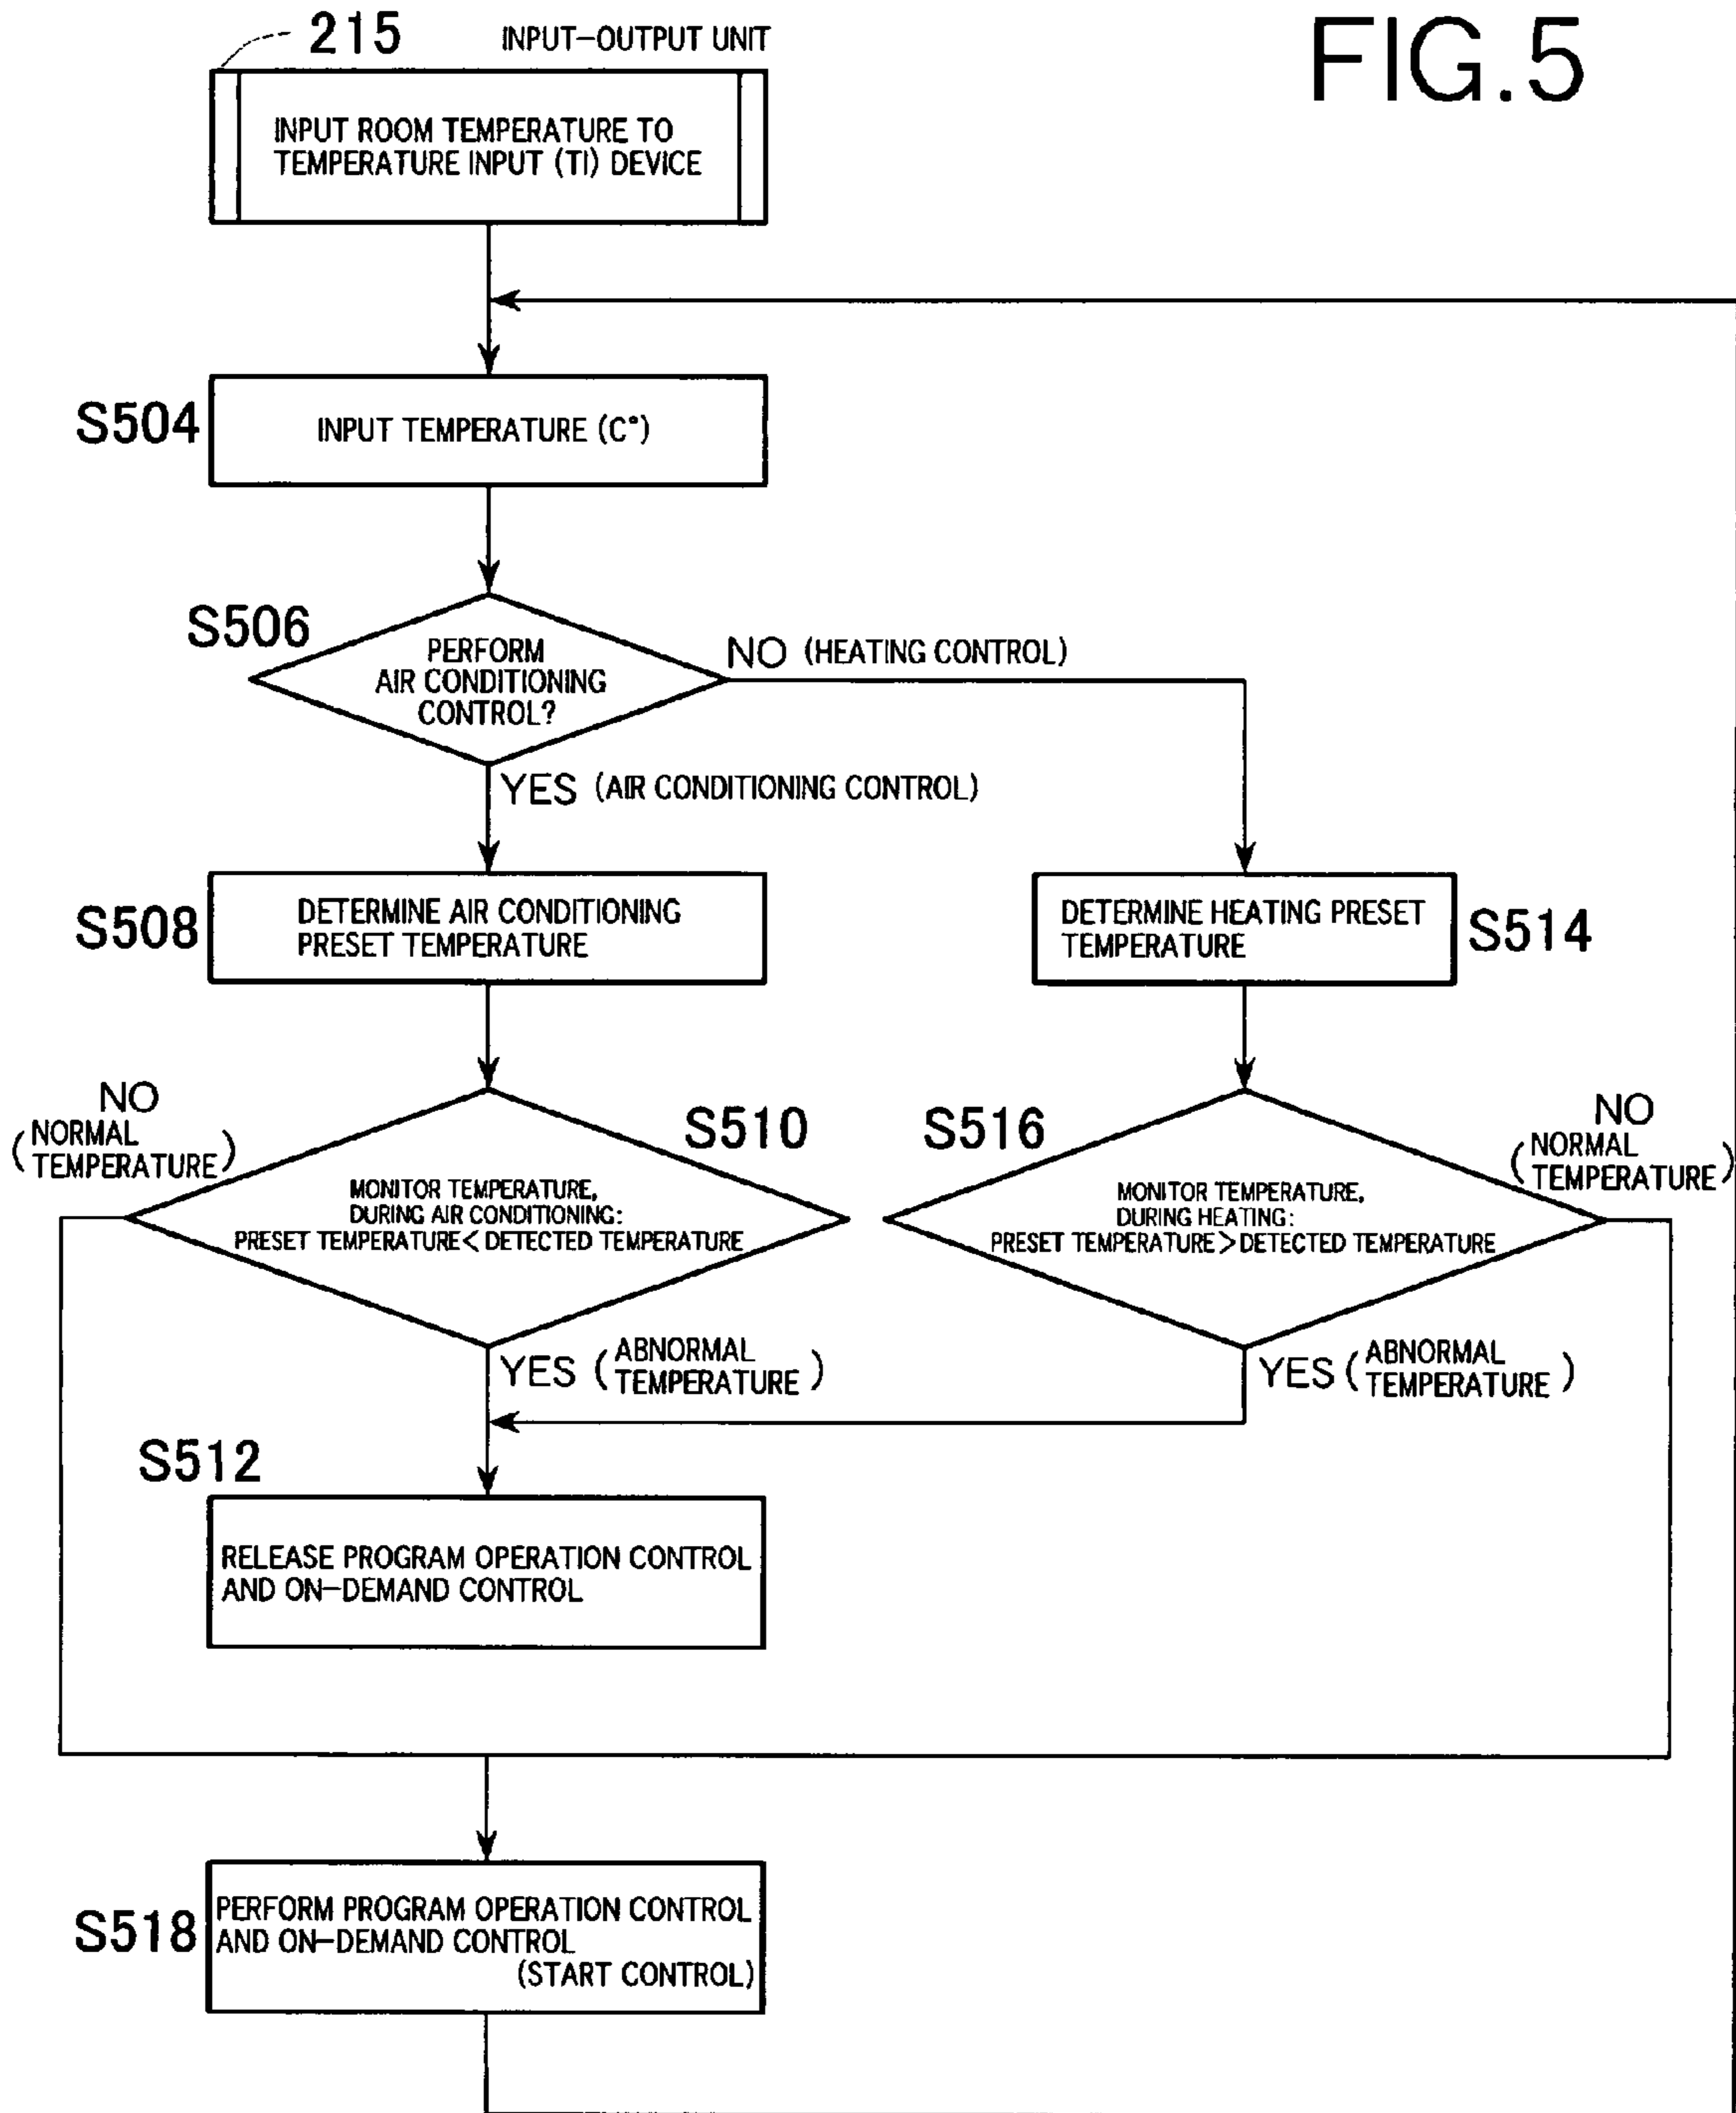 FIG.5
215
INPUT-OUTPUT UNIT
INPUT ROOM TEMPERATURE TO
TEMPERATURE INPUT (TI) DEVICE
S504
INPUT TEMPERATURE (C°)
S506
PERFORM
AIR CONDITIONING
CONTROL?
NO (HEATING CONTROL)
YES (AIR CONDITIONING CONTROL)
S508
DETERMINE AIR CONDITIONING
PRESET TEMPERATURE
DETERMINE HEATING PRESET
TEMPERATURE
S514
NO
(NORMAL
TEMPERATURE)
S510
MONITOR TEMPERATURE,
DURING AIR CONDITIONING:
PRESET TEMPERATURE<DETECTED TEMPERATURE
S516
MONITOR TEMPERATURE,
DURING HEATING:
PRESET TEMPERATURE>DETECTED TEMPERATURE
NO
(NORMAL
TEMPERATURE)
YES (ABNORMAL
TEMPERATURE)
YES (ABNORMAL
TEMPERATURE)
S512
RELEASE PROGRAM OPERATION CONTROL
AND ON-DEMAND CONTROL
S518
PERFORM PROGRAM OPERATION CONTROL
AND ON-DEMAND CONTROL
(START CONTROL)